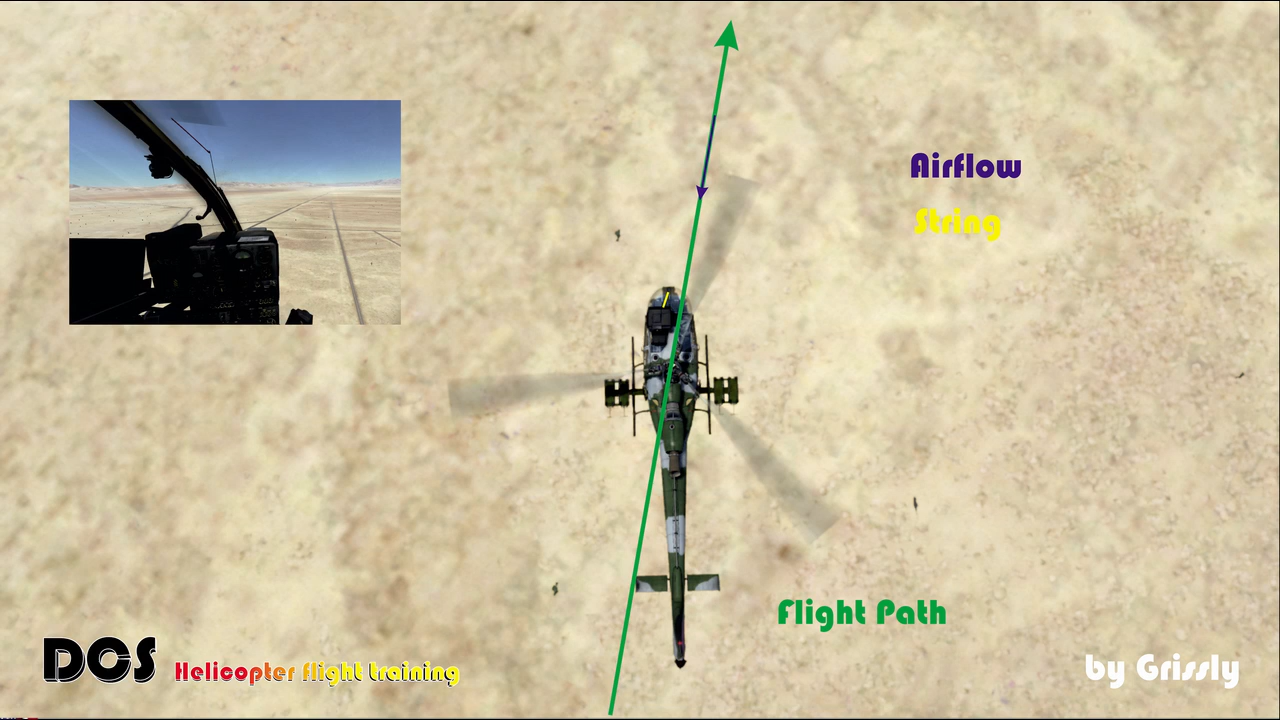 Airflow
String
Flight Path
DCS Helicopter flight training
by Grissly